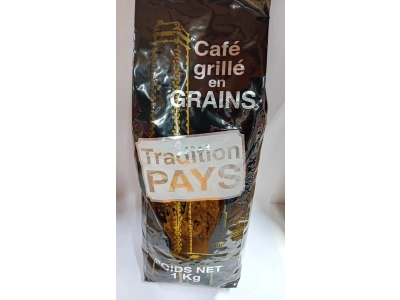 Café
grillé
en
GRAINS
Tradition
PAYS
POIDS NET
1 Kg